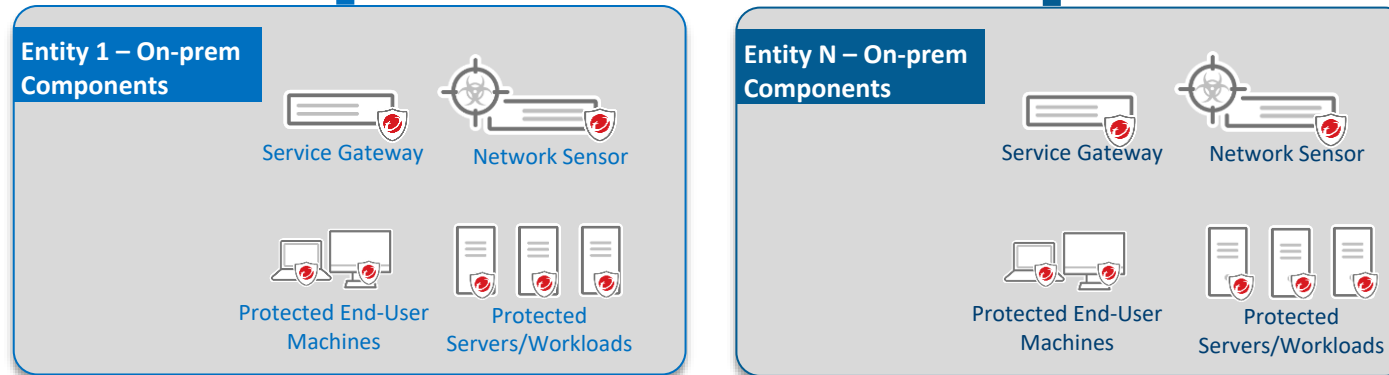 Entity 1 – On-prem
Components
Service Gateway
Network Sensor
Protected End-User
Machines
Protected
Servers/Workloads
Entity N – On-prem
Components
Service Gateway
Network Sensor
Protected End-User
Machines
Protected
Servers/Workloads